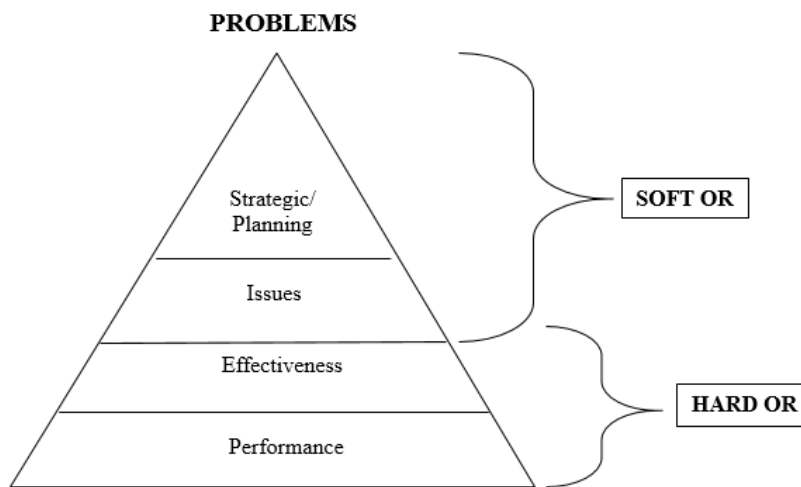 PROBLEMS
Strategic/
Planning
SOFT OR
Issues
Effectiveness
HARD OR
Performance